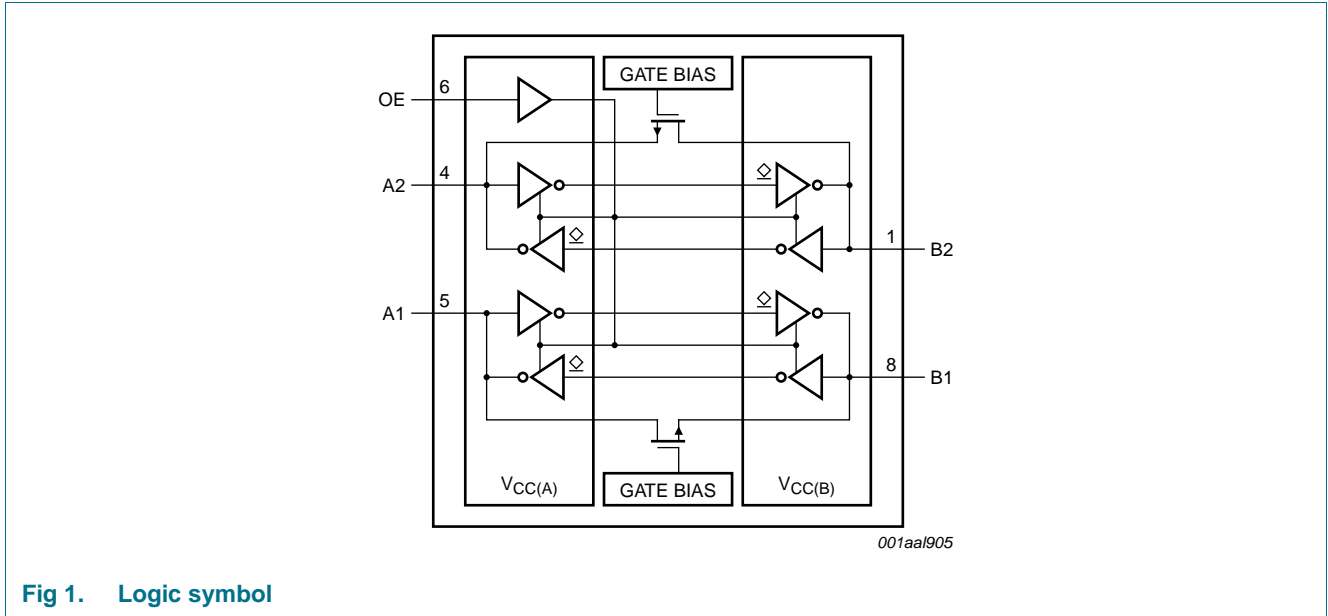 GATE BIAS
OE 6
A2 4
1 B2
A1 5
8 B1
VCC(A) GATE BIAS VCC(B)
001aal905
Fig 1. Logic symbol